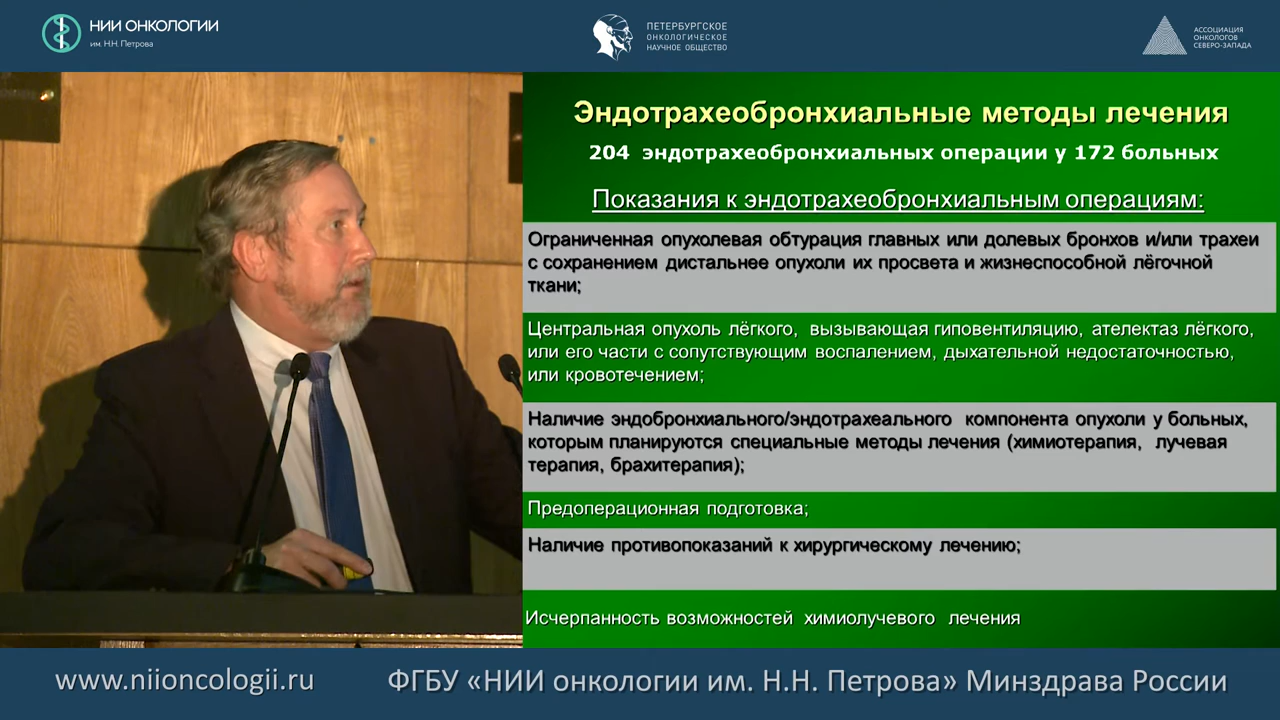 НИИ ОНКОЛОГИИ
им. Н.Н. Петрова
ПЕТЕРБУРГСКОЕ
ОНКОЛОГИЧЕСКОЕ
НАУЧНОЕ ОБЩЕСТВО
АССОЦИАЦИЯ
ОНКОЛОГОВ
СЕВЕРО-ЗАПАДА
Эндотрахеобронхиальные методы лечения
204 эндотрахеобронхиальных операции у 172 больных
Показания к эндотрахеобронхиальным операциям:
Ограниченная опухолевая обтурация главных или долевых бронхов и/или трахеи
с сохранением дистальнее опухоли их просвета и жизнеспособной лёгочной
ткани;
Центральная опухоль лёгкого, вызывающая гиповентиляцию, ателектаз лёгкого,
или его части с сопутствующим воспалением, дыхательной недостаточностью,
или кровотечением;
Наличие эндобронхиального/эндотрахеального компонента опухоли у больных,
которым планируются специальные методы лечения (химиотерапия, лучевая
терапия, брахитерапия);
Предоперационная подготовка;
Наличие противопоказаний к хирургическому лечению;
Исчерпанность возможностей химиолучевого лечения
www.niioncologii.ru
ФГБУ «НИИ онкологии им. Н.Н. Петрова» Минздрава России